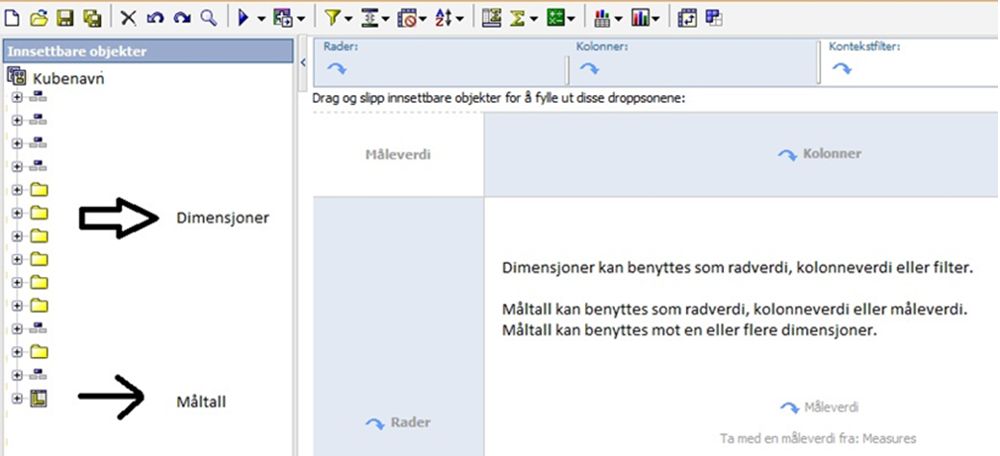 Innsettbare objekter
Kubenavn
Dimensjoner
Måltall
Rader:
Kolonner:
Kontekstfilter:
Drag og slipp innsettbare objekter for å fylle ut disse droppsonene:
Måleverdi
Kolonner
Dimensjoner kan benyttes som radverdi, kolonneverdi eller filter.
Måltall kan benyttes som radverdi, kolonneverdi eller måleverdi.
Måltall kan benyttes mot en eller flere dimensjoner.
Rader
Måleverdi
Ta med en måleverdi fra: Measures